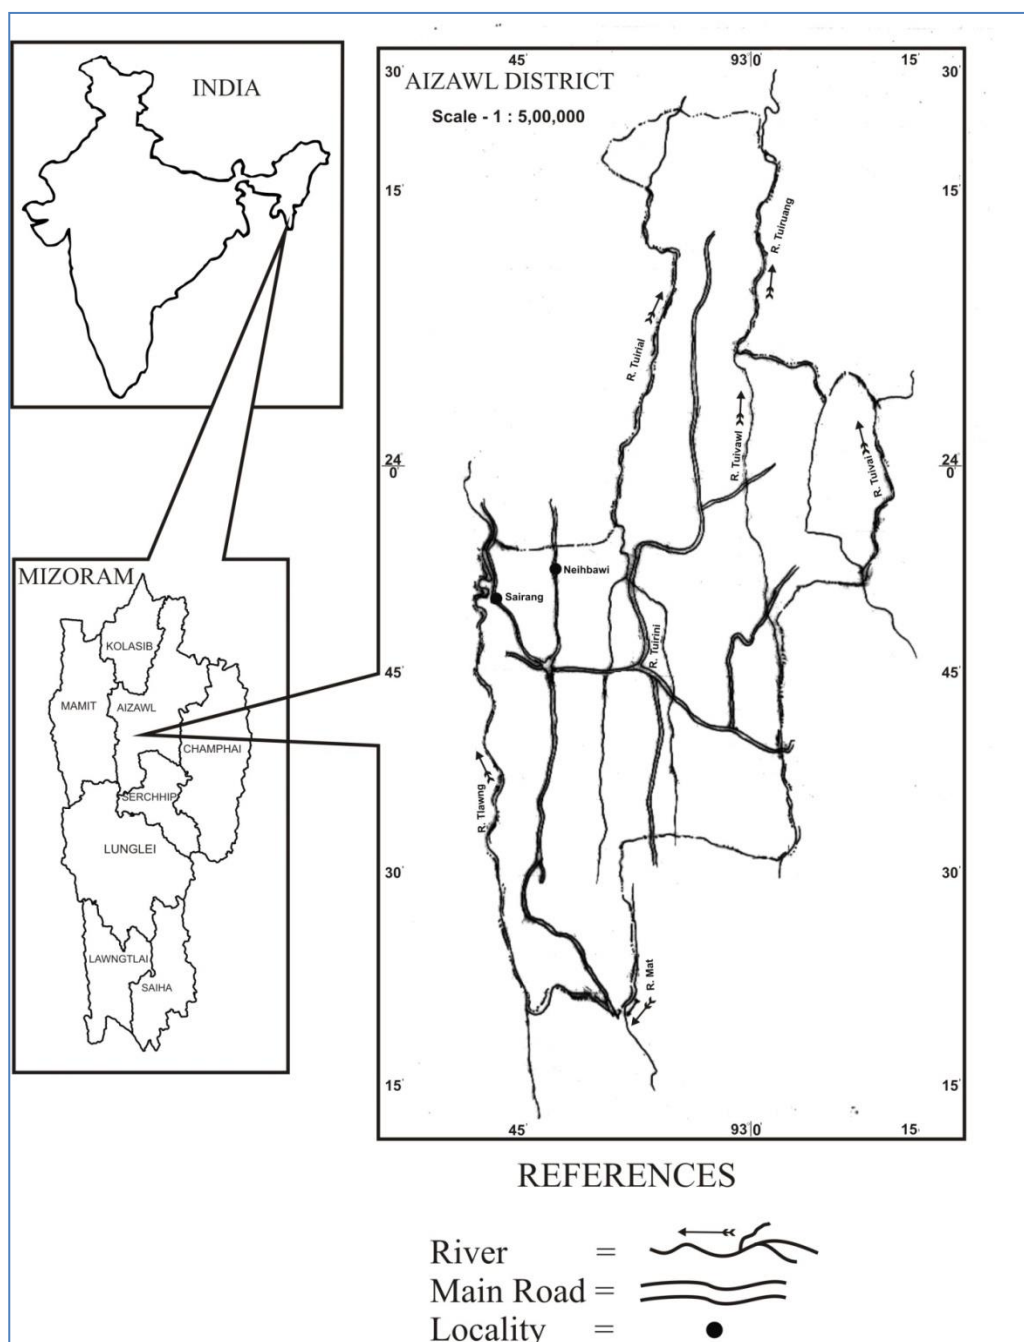 INDIA
MIZORAM
KOLASIB
MAMIT
AIZAWL
CHAMPHAI
SERCHHIP
LUNGLEI
LAWNGTLAI
SAIHA
45'
93 0'
15'
30'
30'
AIZAWL DISTRICT
Scale - 1 : 5,00,000
15'
15'
R. Tuiruang
R. Tuirial
R. Tuivawl
R. Tuivai
24
0'
24
0'
Neihbawi
Sairang
R. Tuirini
45'
45'
R. Tlawng
30'
30'
R. Mat
15'
15'
45'
93 0'
15'
REFERENCES
River =
Main Road =
Locality =